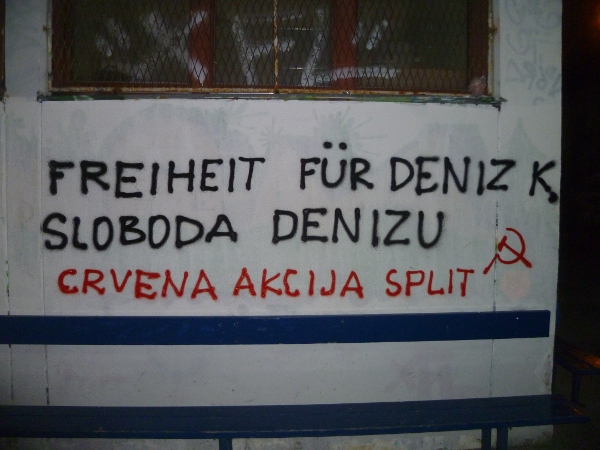 FREIHEIT FÜR DENIZ K.
SLOBODA DENIZU
CRVENA AKCIJA SPLIT